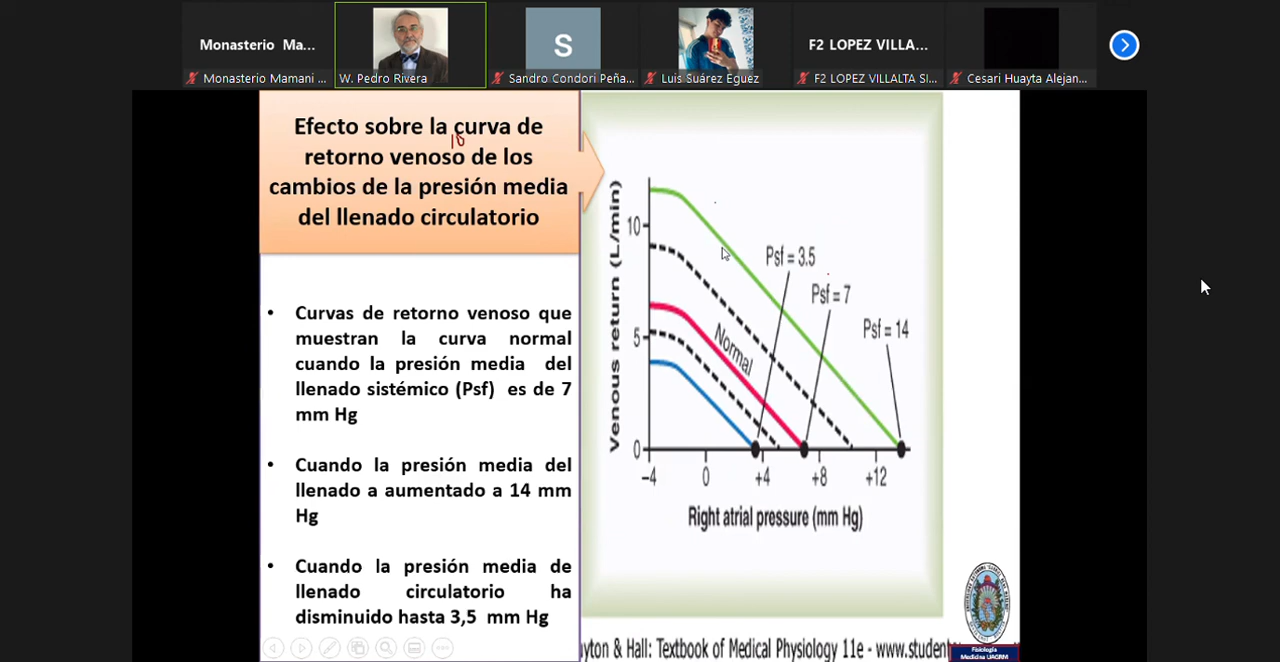 Monasterio Ma...
S
F2 LOPEZ VILLA...
Monasterio Mamani ...
W. Pedro Rivera
Sandro Condori Peña...
Luis Suárez Eguez
F2 LOPEZ VILLALTA SI...
Cesari Huayta Alejan...
Efecto sobre la curva de
retorno venoso de los
cambios de la presión media
del llenado circulatorio
• Curvas de retorno venoso que
muestran la curva normal
cuando la presión media del
llenado sistémico (Psf) es de 7
mm Hg
• Cuando la presión media del
llenado a aumentado a 14 mm
Hg
• Cuando la presión media de
llenado circulatorio ha
disminuido hasta 3,5 mm Hg
Venous return (L/min)
10
5
0
Psf = 3.5
Psf = 7
Psf = 14
Normal
−4 0 +4 +8 +12
Right atrial pressure (mm Hg)
yton & Hall: Textbook of Medical Physiology 11e - www.student
Fisiología
Medicina UAGRM